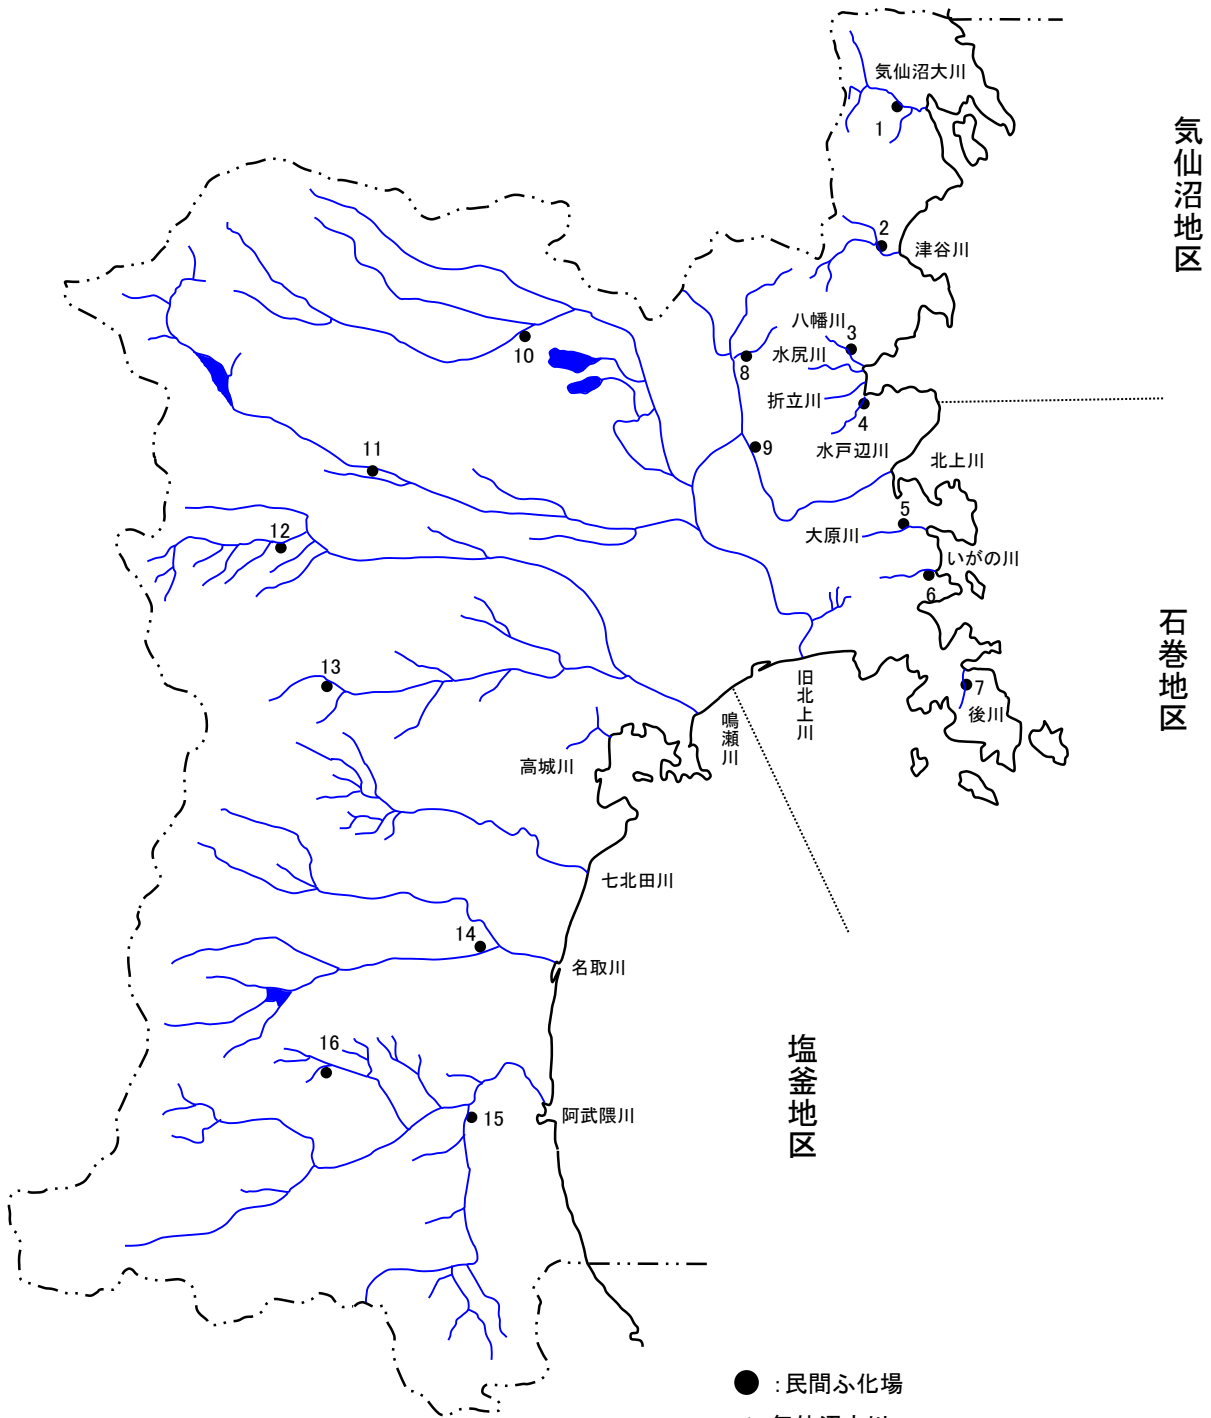 気仙沼大川
1
気仙沼地区
2
津谷川
八幡川
3
水尻川
8
10
折立川
4
水戸辺川
9
11
北上川
5
大原川
12
いがの川
6
石巻地区
13
7
後川
旧北上川
鳴瀬川
高城川
七北田川
14
名取川
16
塩釜地区
15
阿武隈川
●:民間ふ化場